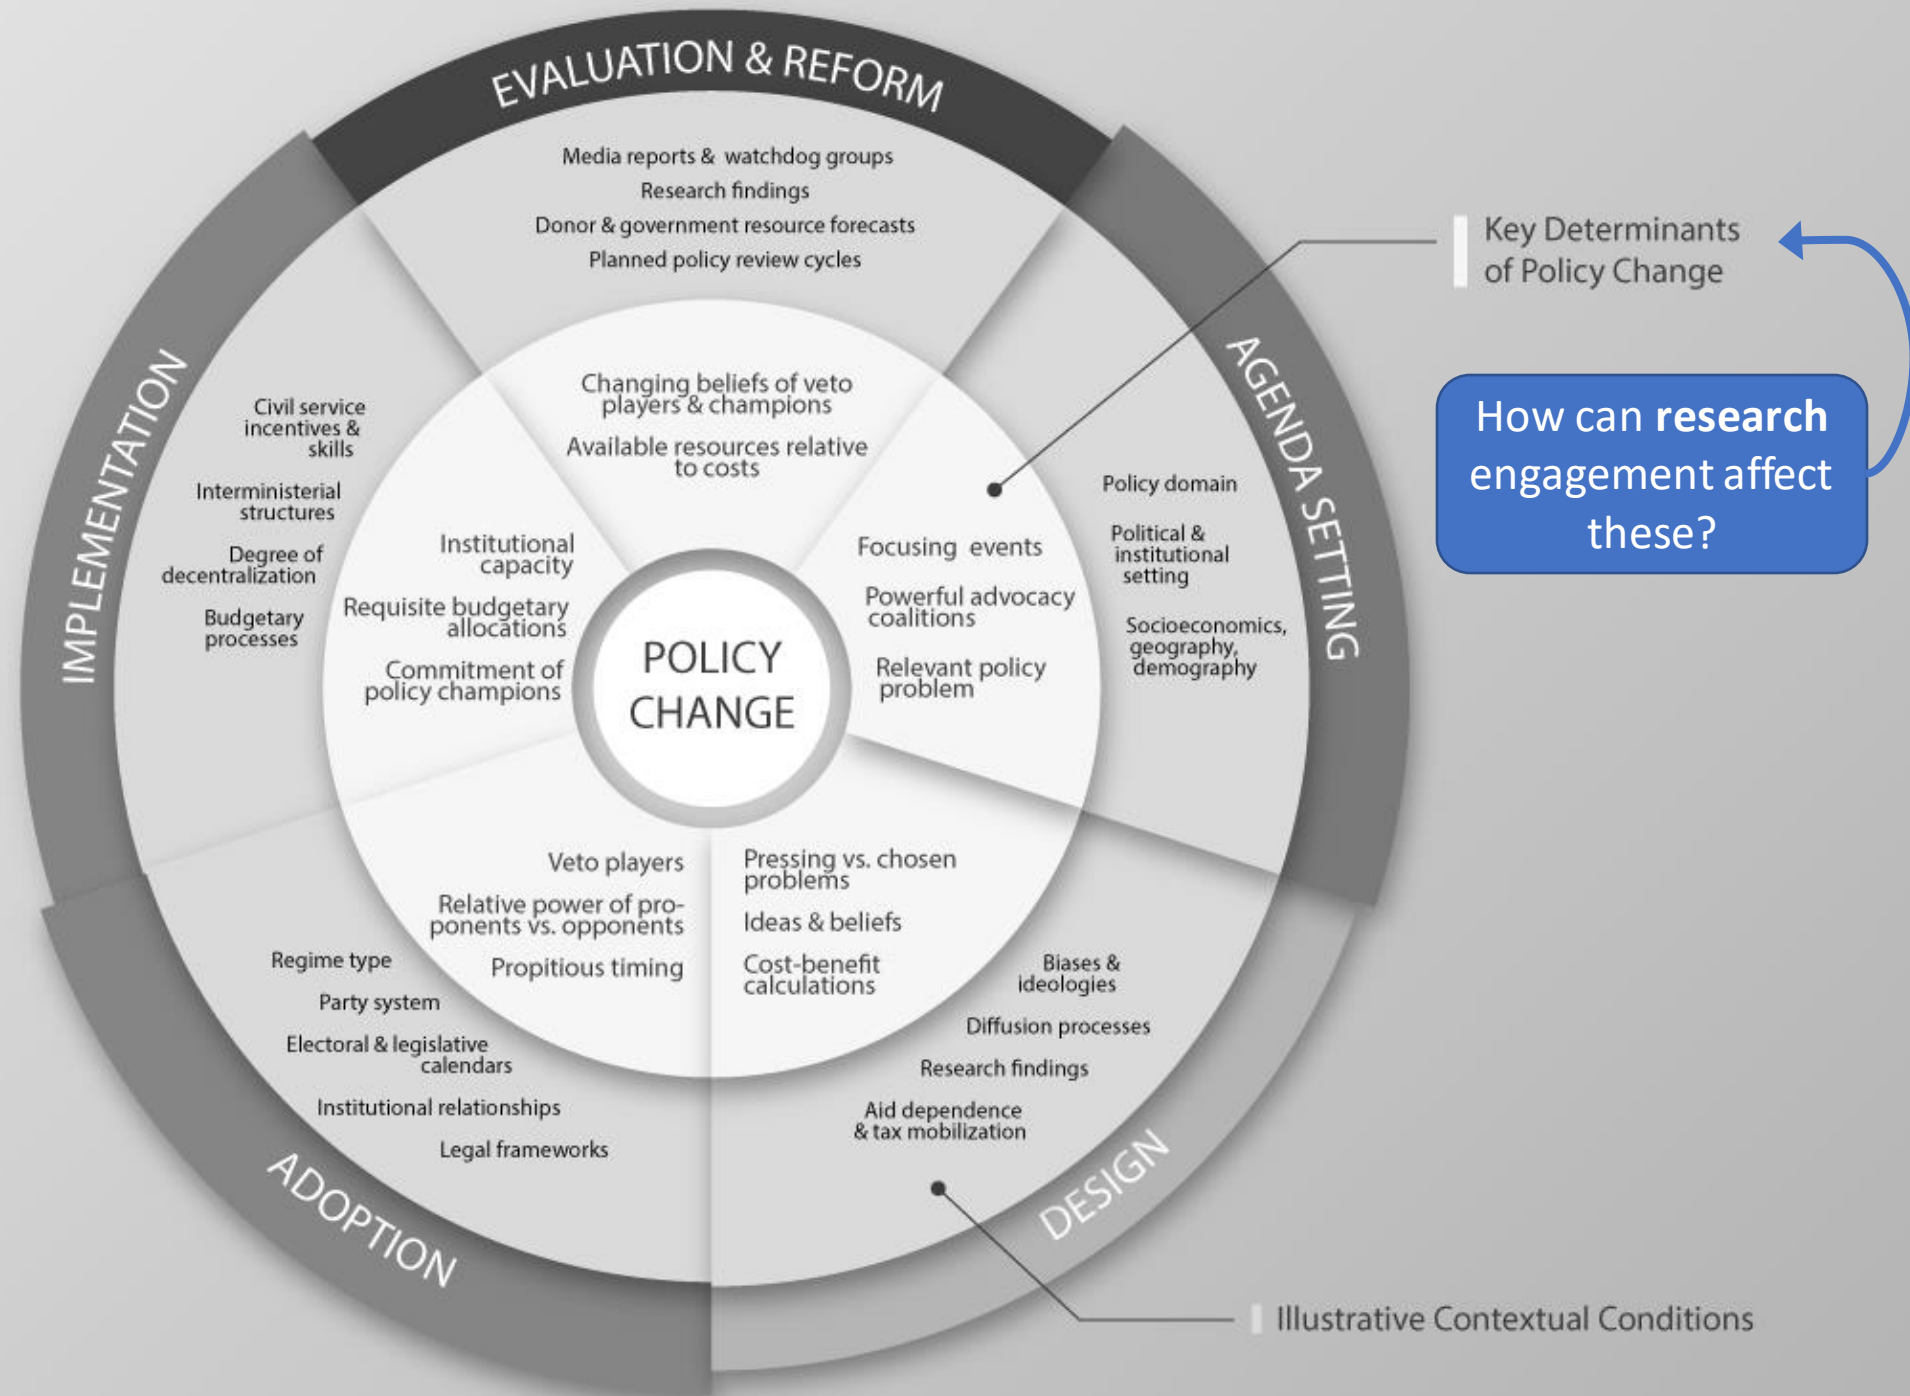 EVALUATION & REFORM
Media reports & watchdog groups
Research findings
Donor & government resource forecasts
Planned policy review cycles
Changing beliefs of veto
players & champions
Available resources relative
to costs
AGENDA SETTING
Policy domain
Political &
institutional
setting
Socioeconomics,
geography,
demography
Focusing events
Powerful advocacy
coalitions
Relevant policy
problem
Key Determinants
of Policy Change
How can research
engagement affect
these?
IMPLEMENTATION
Civil service
incentives &
skills
Interministerial
structures
Degree of
decentralization
Budgetary
processes
Institutional
capacity
Requisite budgetary
allocations
Commitment of
policy champions
POLICY
CHANGE
Veto players
Relative power of pro-
ponents vs. opponents
Propitious timing
Regime type
Party system
Electoral & legislative
calendars
Institutional relationships
Legal frameworks
ADOPTION
Pressing vs. chosen
problems
Ideas & beliefs
Cost-benefit
calculations
Biases &
ideologies
Diffusion processes
Research findings
Aid dependence
& tax mobilization
DESIGN
Illustrative Contextual Conditions